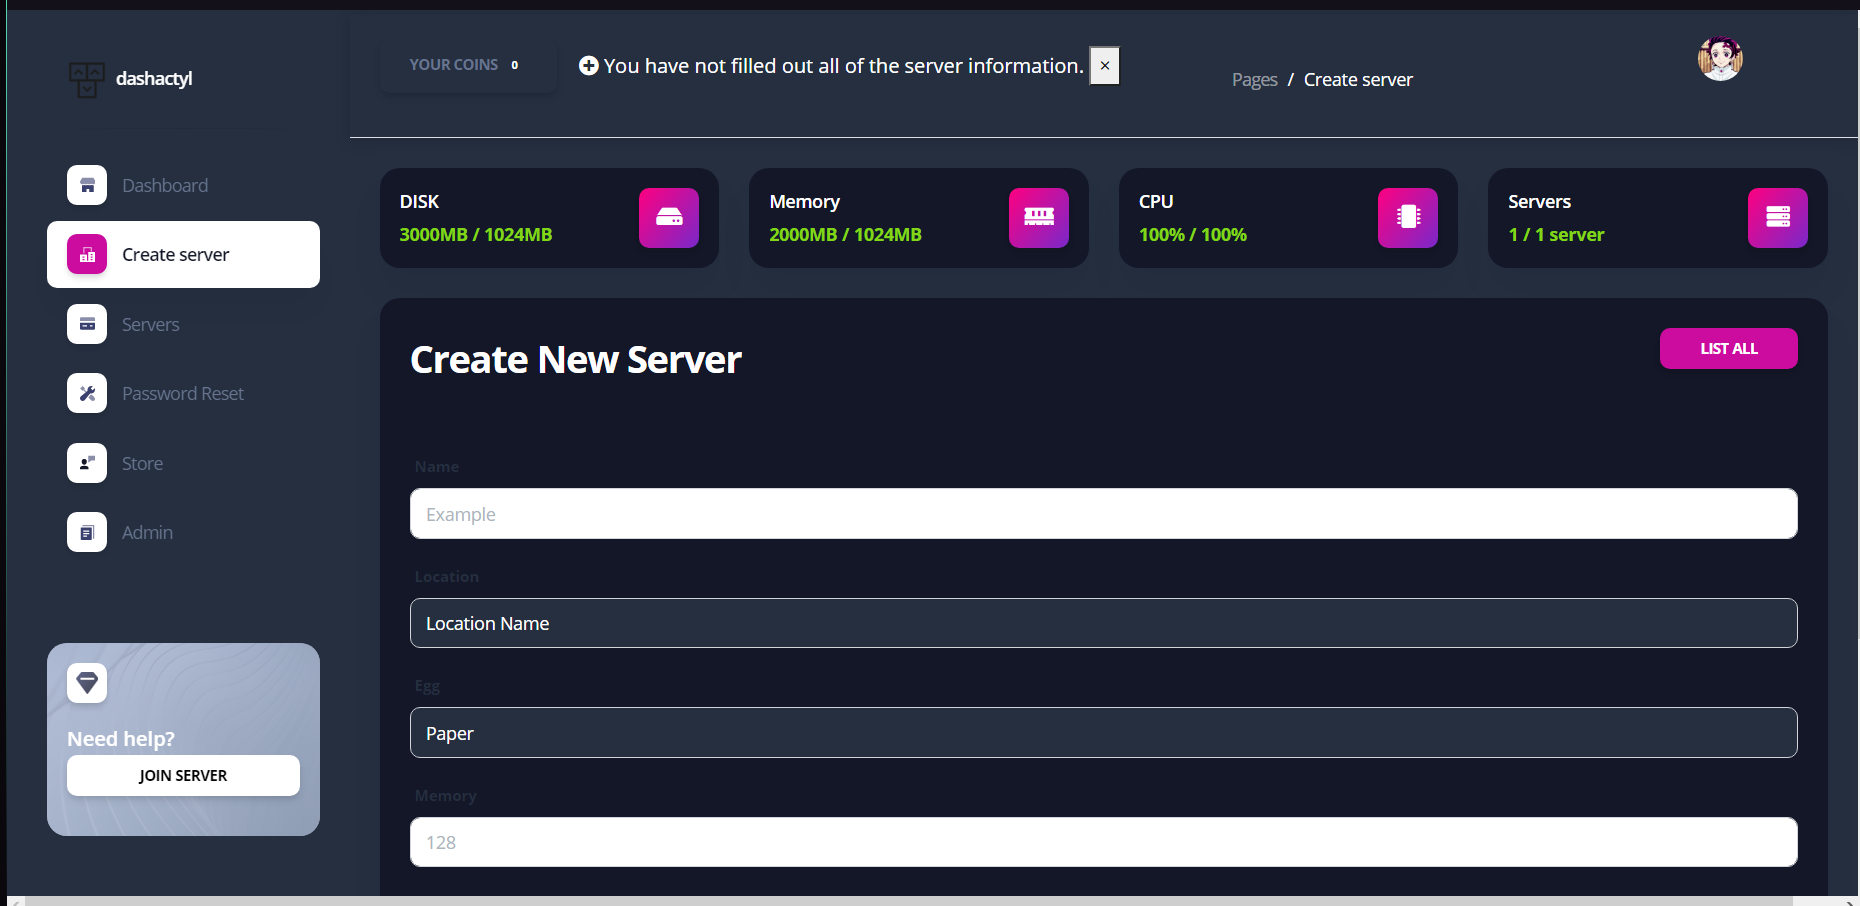 dashactyl
YOUR COINS 0
You have not filled out all of the server information. ×
Pages / Create server
Dashboard
Create server
Servers
Password Reset
Store
Admin
Need help?
JOIN SERVER
DISK
3000MB / 1024MB
Memory
2000MB / 1024MB
CPU
100% / 100%
Servers
1 / 1 server
Create New Server
LIST ALL
Name
Example
Location
Location Name
Egg
Paper
Memory
128